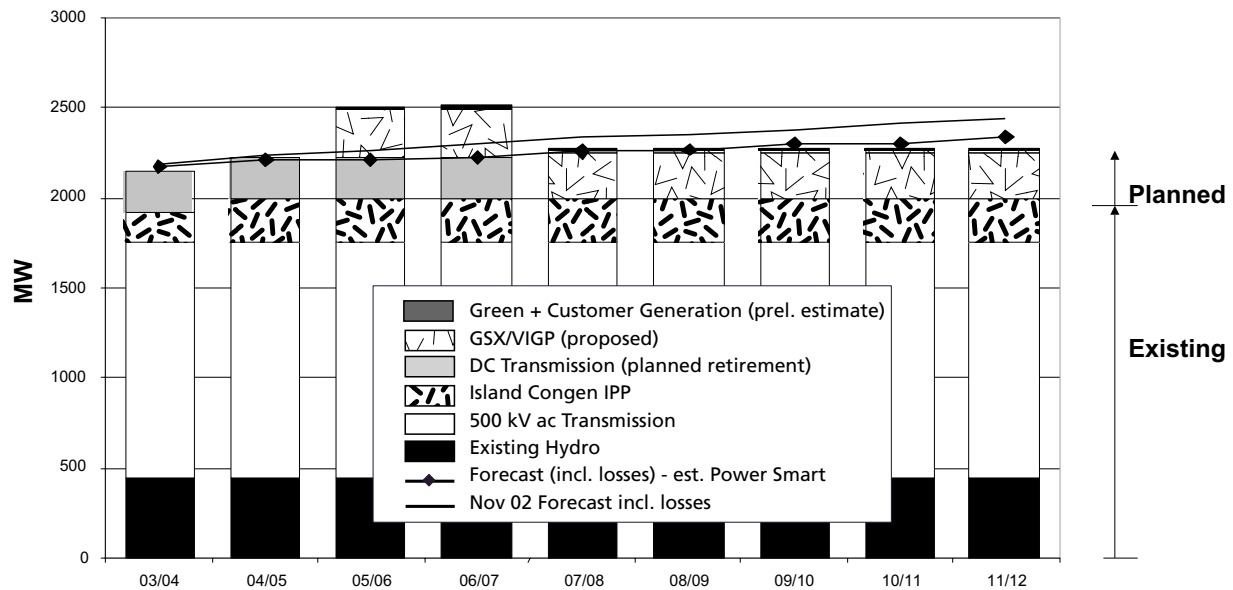 3000
2500
2000
1500
1000
500
0
MW
Green + Customer Generation (prel. estimate)
GSX/VIGP (proposed)
DC Transmission (planned retirement)
Island Congen IPP
500 kV ac Transmission
Existing Hydro
Forecast (incl. losses) - est. Power Smart
Nov 02 Forecast incl. losses
Planned
Existing
03/04 04/05 05/06 06/07 07/08 08/09 09/10 10/11 11/12